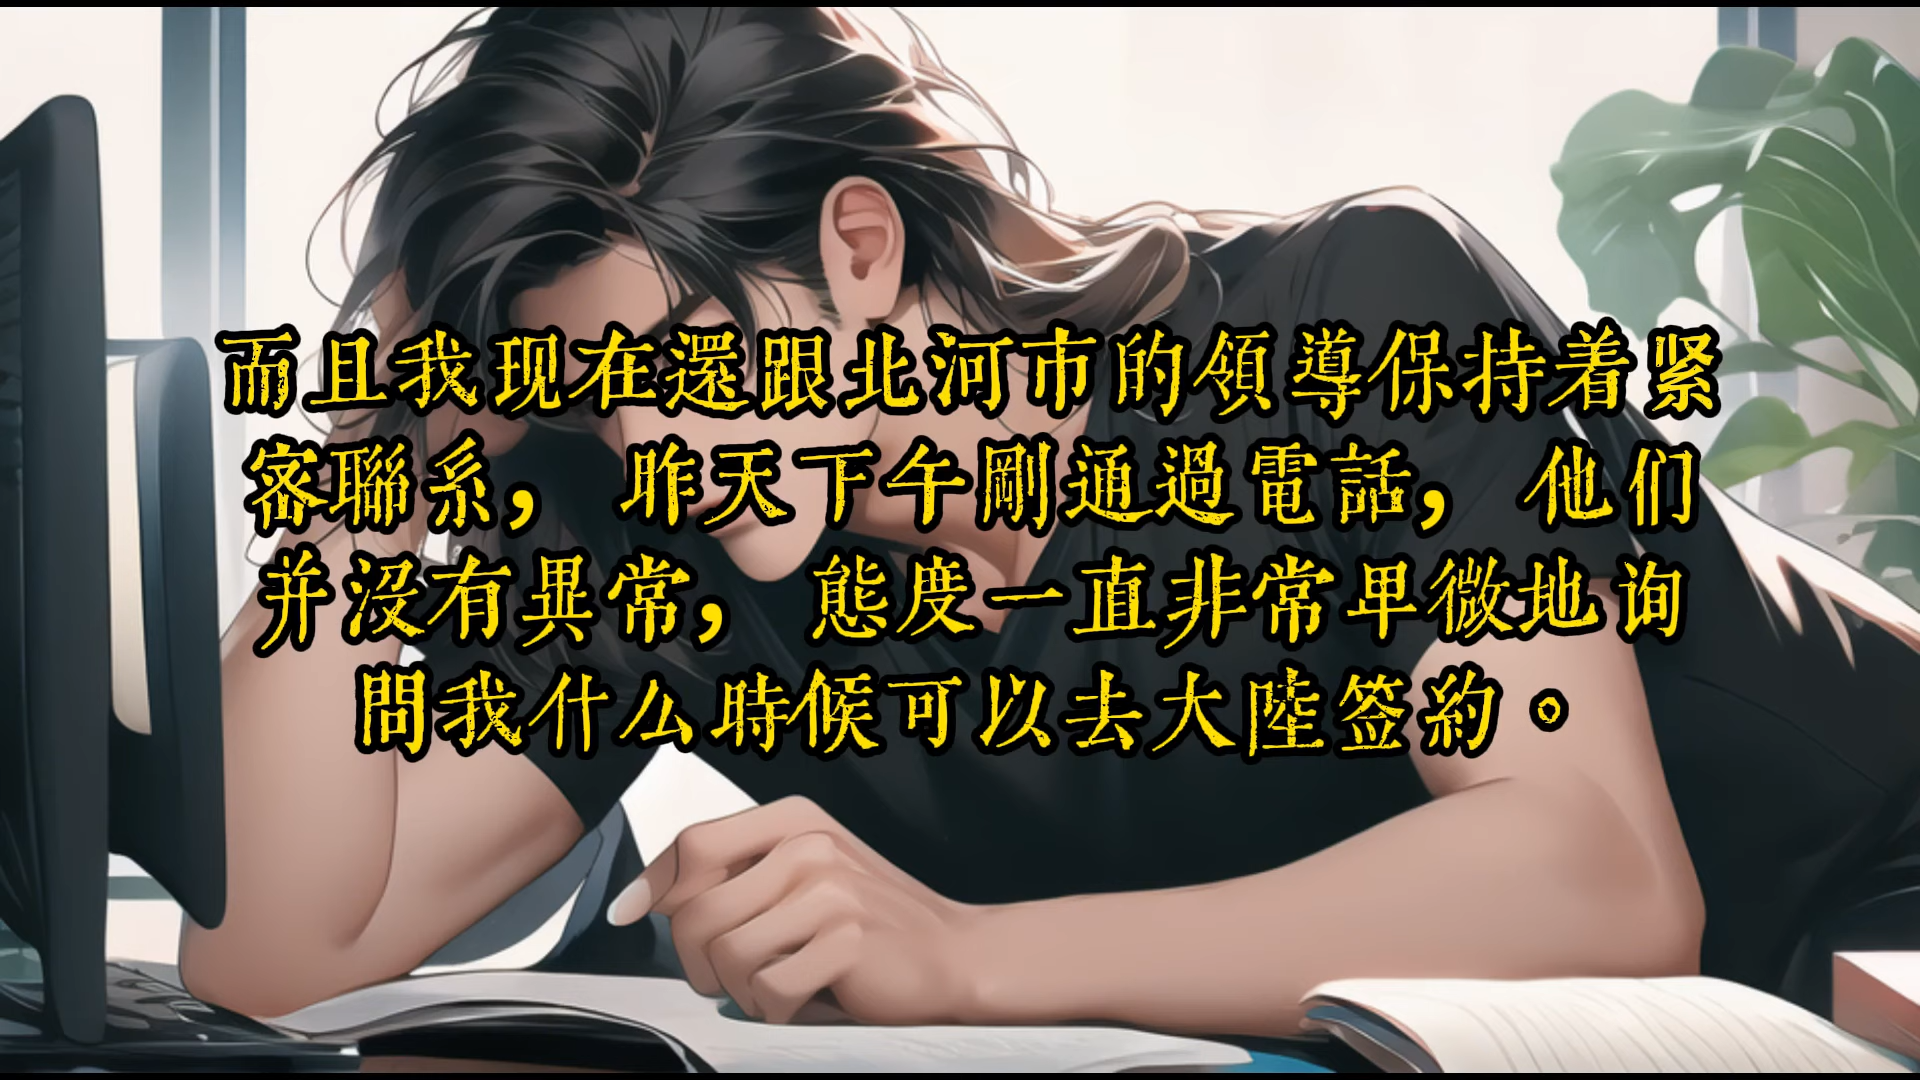 而且我现在還跟北河市的領導保持着紧
密聯系，昨天下午剛通過電話，他们
并沒有異常，態度一直非常卑微地询
問我什么時候可以去大陸签約。